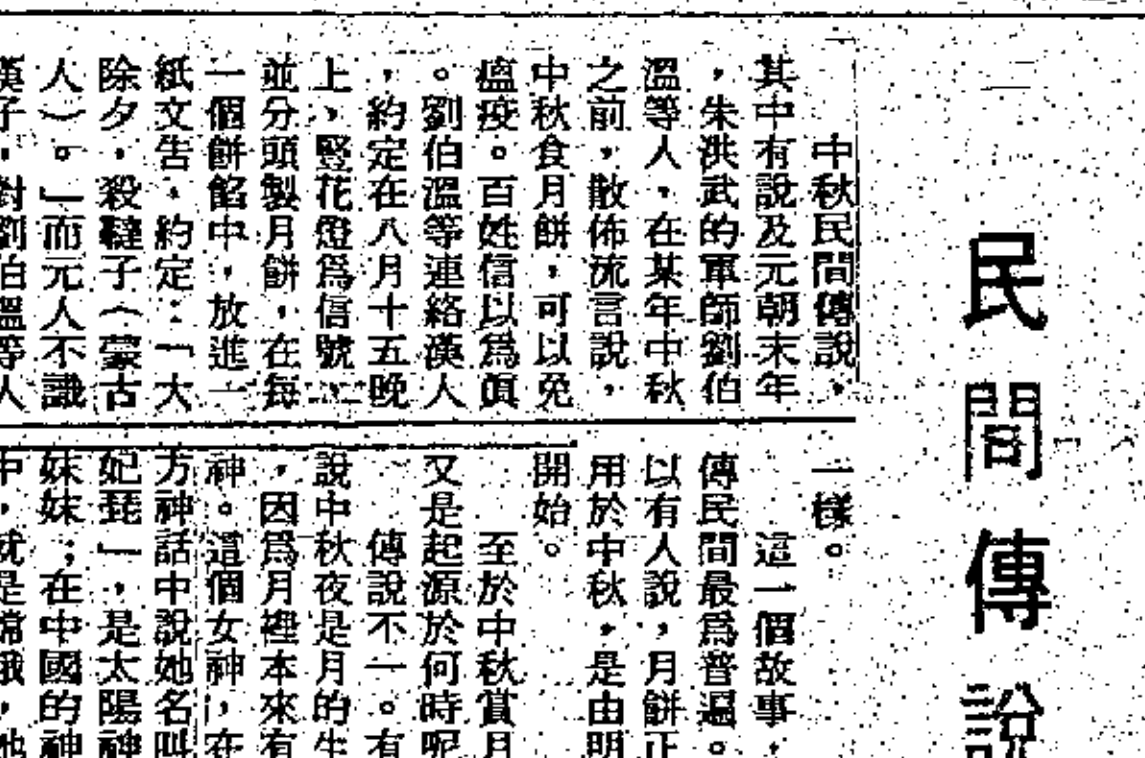 民間傳說
中秋民間傳說，
其中有說及元朝末年
，朱洪武的軍師劉伯
溫等人，在某年中秋
之前，散佈流言說，
中秋食月餅，可以免
瘟疫。百姓信以爲眞
。劉伯溫等連絡漢人
，約定在八月十五晚
上，豎花燈爲信號，
並分頭製月餅，在每
一個餅餡中，放進一
紙文告，約定：「大
除夕，殺韃子（蒙古
人）。」而元人不識
漢子，對劉伯溫等人
一樣。
這一個故事，
傳民間最爲普遍。
以有人說，月餅正
用於中秋，是由明
開始。
至於中秋賞月
又是起源於何時呢
傳說不一。有
說中秋夜是月的生
，因爲月裡本來有
神。這個女神，在
方神話中說她名叫
妃琵」，是太陽神
妹妹；在中國的神
中，就是嫦娥，她